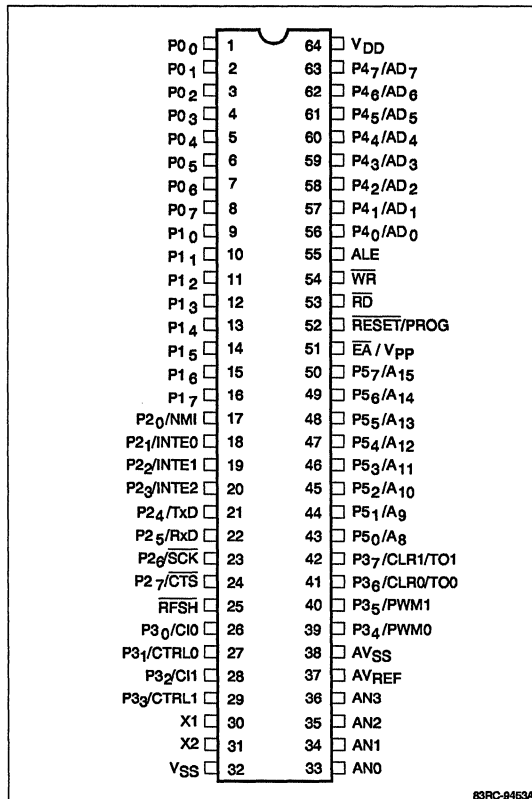 P0₀ 1 64 V_DD
P0₁ 2 63 P4₇/AD₇
P0₂ 3 62 P4₆/AD₆
P0₃ 4 61 P4₅/AD₅
P0₄ 5 60 P4₄/AD₄
P0₅ 6 59 P4₃/AD₃
P0₆ 7 58 P4₂/AD₂
P0₇ 8 57 P4₁/AD₁
P1₀ 9 56 P4₀/AD₀
P1₁ 10 55 ALE
P1₂ 11 54 W̅R̅
P1₃ 12 53 R̅D̅
P1₄ 13 52 R̅E̅S̅E̅T̅/PROG
P1₅ 14 51 E̅A̅ / V_PP
P1₆ 15 50 P5₇/A₁₅
P1₇ 16 49 P5₆/A₁₄
P2₀/NMI 17 48 P5₅/A₁₃
P2₁/INTE0 18 47 P5₄/A₁₂
P2₂/INTE1 19 46 P5₃/A₁₁
P2₃/INTE2 20 45 P5₂/A₁₀
P2₄/TxD 21 44 P5₁/A₉
P2₅/RxD 22 43 P5₀/A₈
P2₆/S̅C̅K̅ 23 42 P3₇/CLR1/TO1
P2₇/C̅T̅S̅ 24 41 P3₆/CLR0/TO0
R̅F̅S̅H̅ 25 40 P3₅/PWM1
P3₀/CI0 26 39 P3₄/PWM0
P3₁/CTRL0 27 38 AV_SS
P3₂/CI1 28 37 AV_REF
P3₃/CTRL1 29 36 AN3
X1 30 35 AN2
X2 31 34 AN1
V_SS 32 33 AN0
83RC-9453A